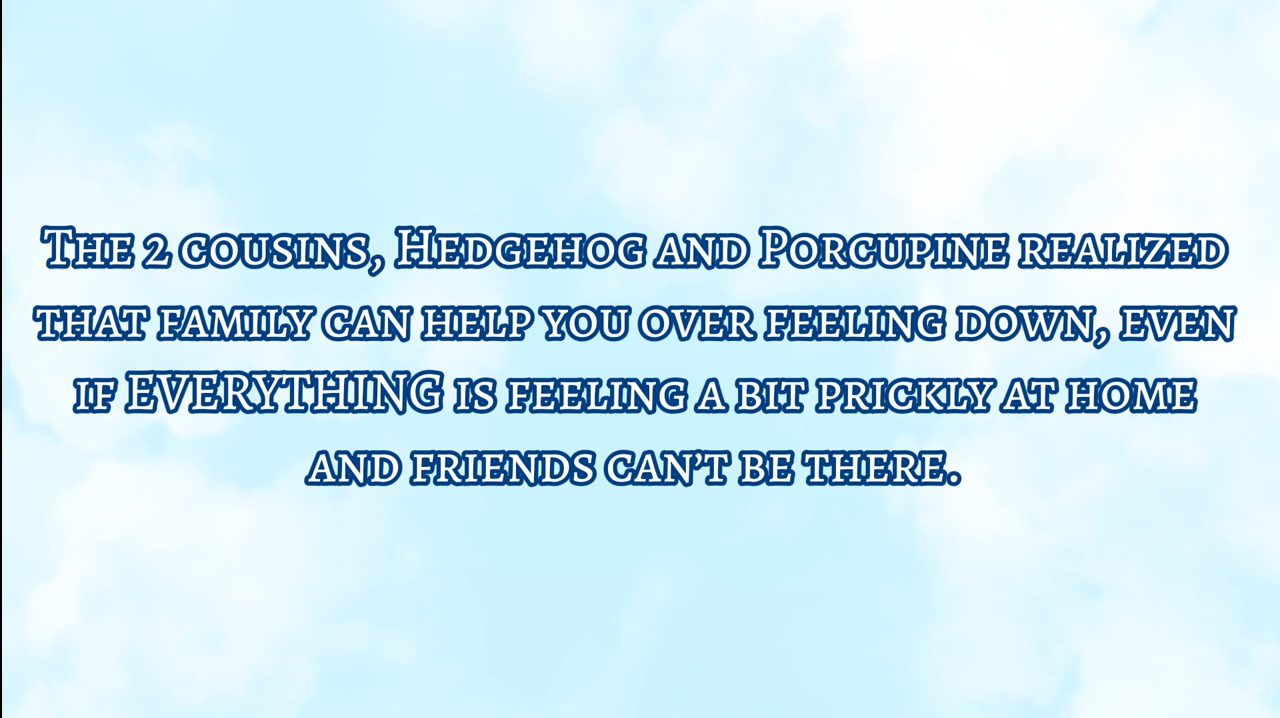 The 2 cousins, Hedgehog and Porcupine realized
that family can help you over feeling down, even
if EVERYTHING is feeling a bit prickly at home
and friends can’t be there.